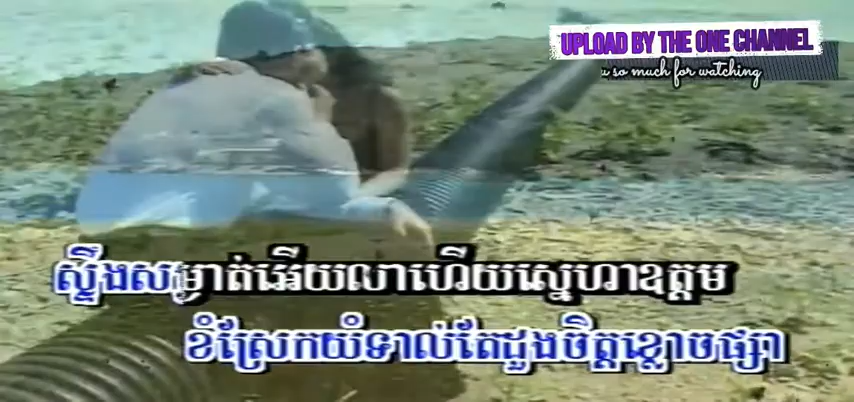 UPLOAD BY THE ONE CHANNEL
u so much for watching
ស្ទឹងសម្ងាត់អើយលាហើយស្នេហាឧត្តម
ខំស្រែកយំទាល់តែដួងចិត្តខ្លោចផ្សា